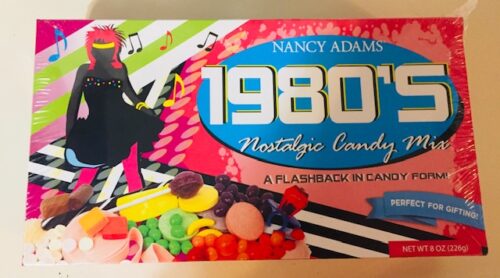 NANCY ADAMS
1980'S
Nostalgic Candy Mix
A FLASHBACK IN CANDY FORM!
PERFECT FOR GIFTING!
NET WT 8 OZ (226g)